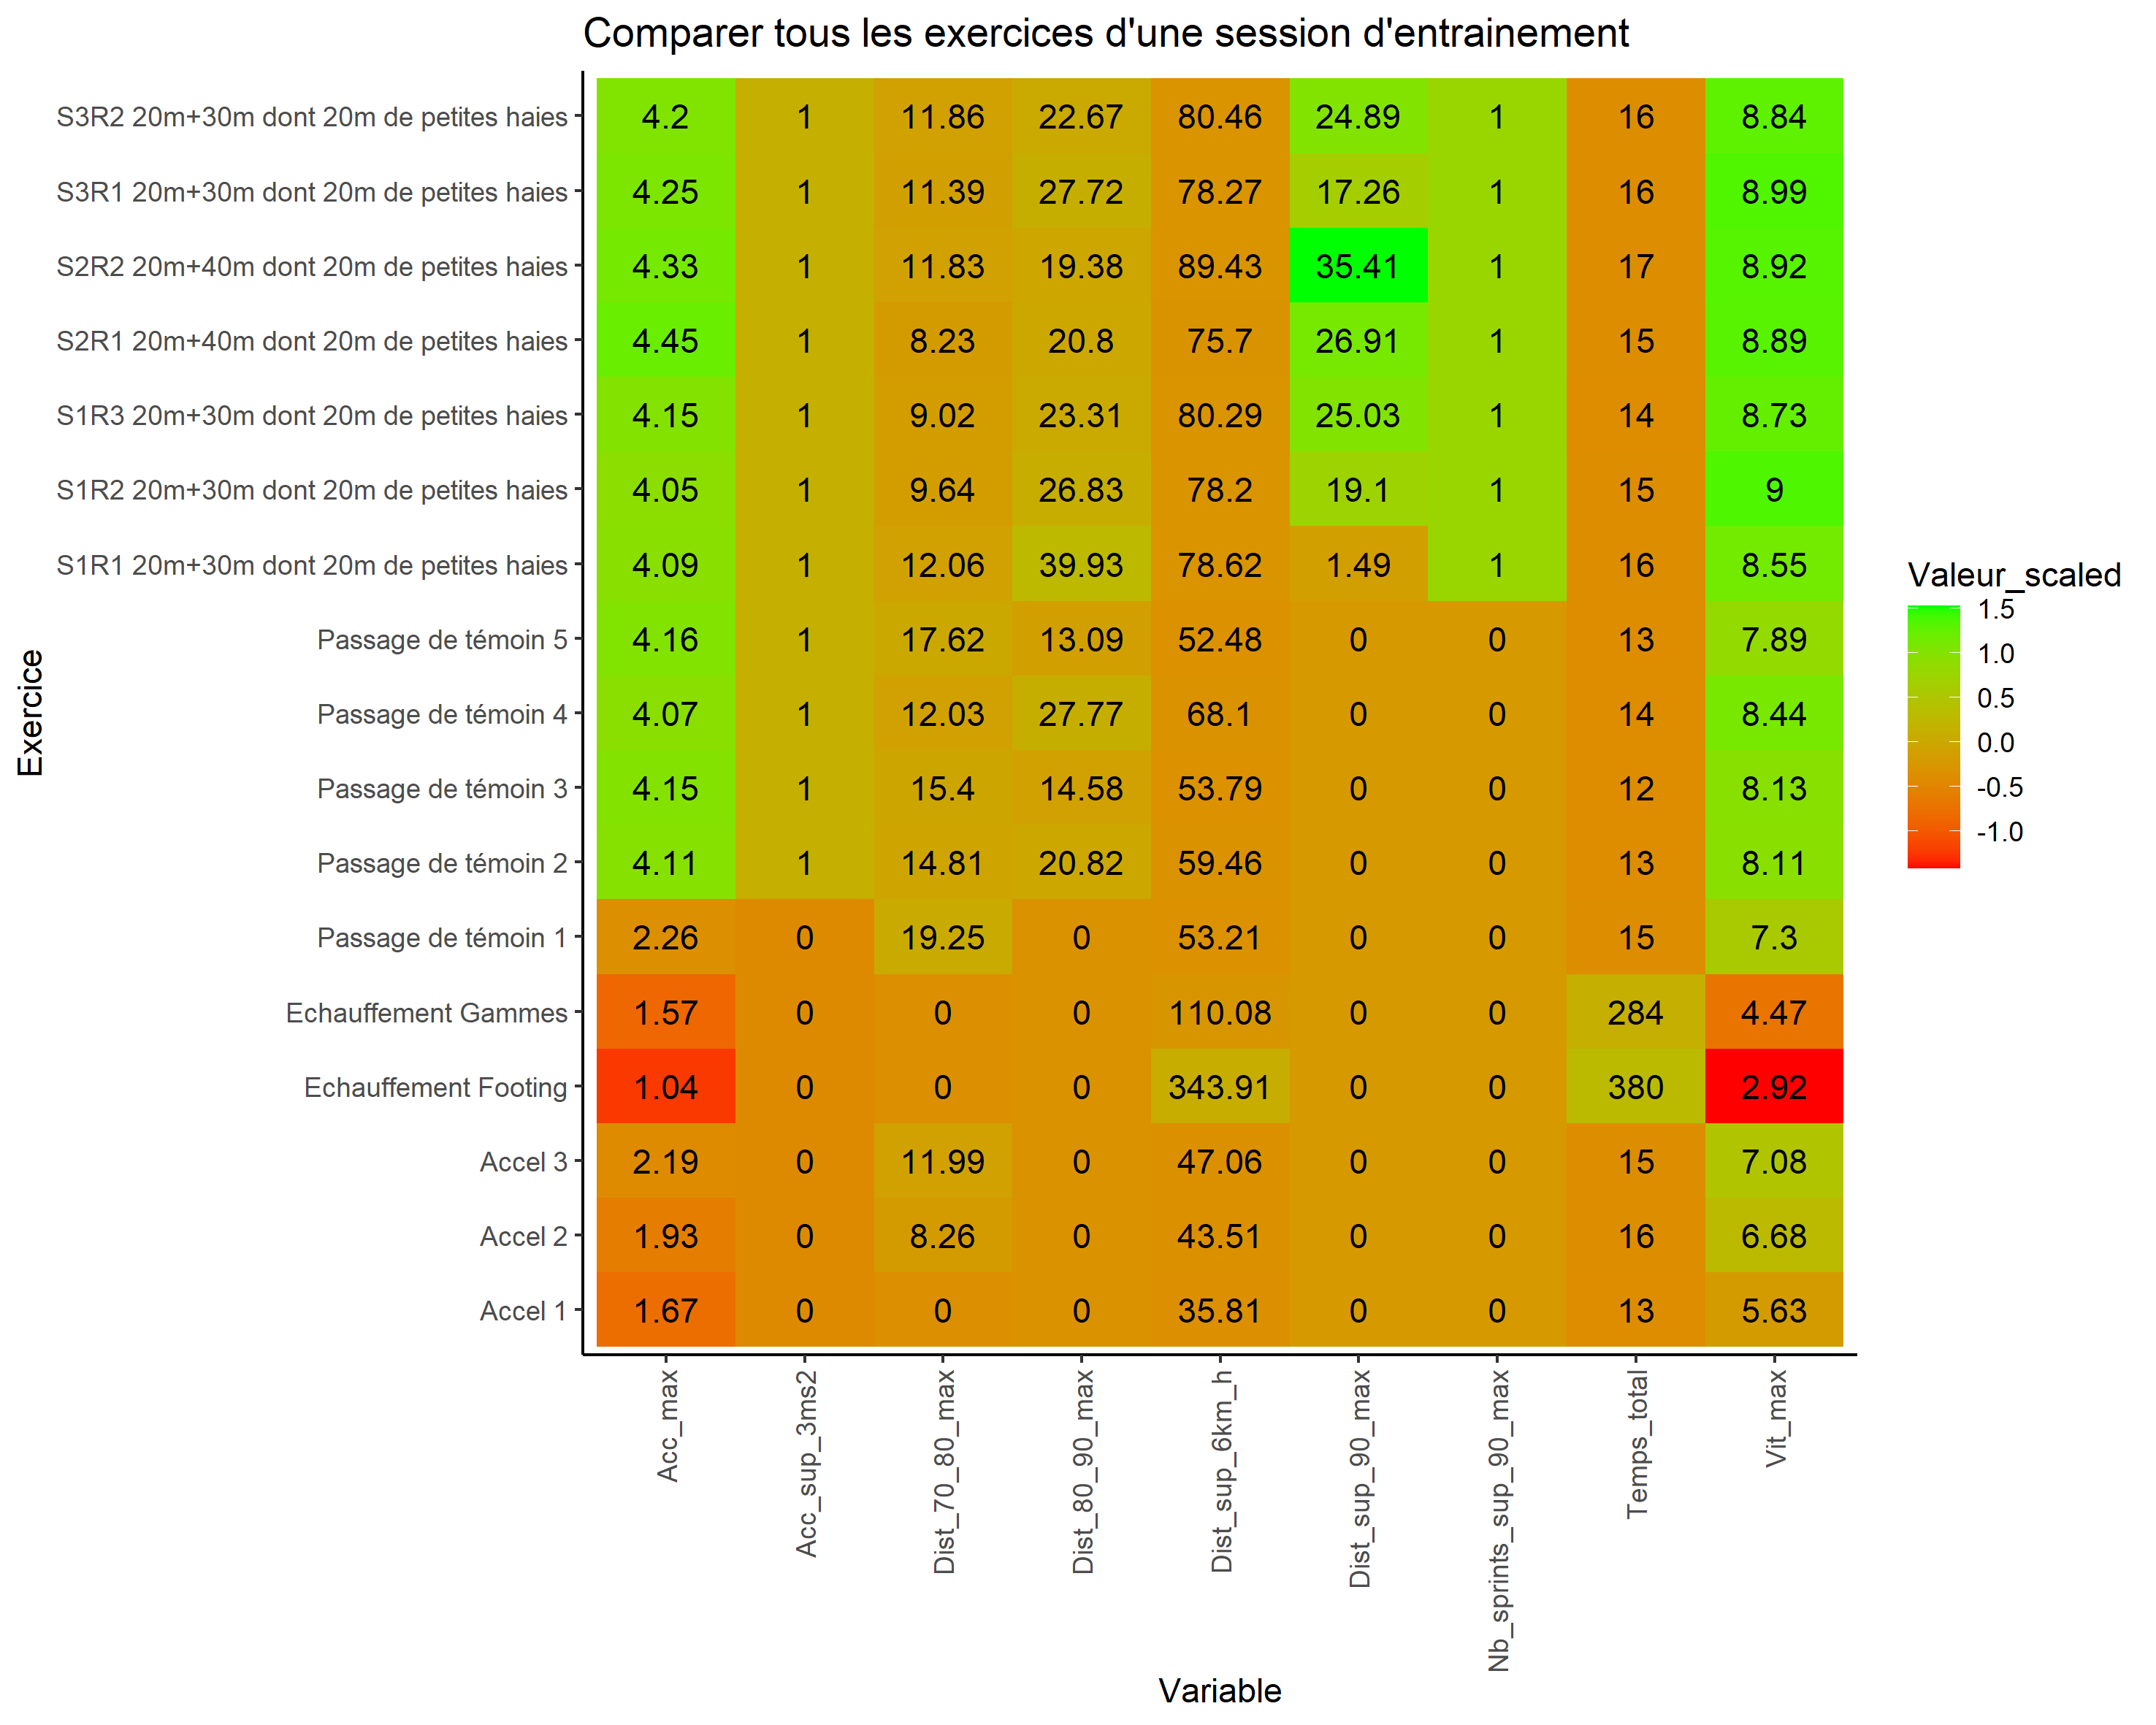 Comparer tous les exercices d'une session d'entrainement
Exercice
S3R2 20m+30m dont 20m de petites haies 4.2 1 11.86 22.67 80.46 24.89 1 16 8.84
S3R1 20m+30m dont 20m de petites haies 4.25 1 11.39 27.72 78.27 17.26 1 16 8.99
S2R2 20m+40m dont 20m de petites haies 4.33 1 11.83 19.38 89.43 35.41 1 17 8.92
S2R1 20m+40m dont 20m de petites haies 4.45 1 8.23 20.8 75.7 26.91 1 15 8.89
S1R3 20m+30m dont 20m de petites haies 4.15 1 9.02 23.31 80.29 25.03 1 14 8.73
S1R2 20m+30m dont 20m de petites haies 4.05 1 9.64 26.83 78.2 19.1 1 15 9
S1R1 20m+30m dont 20m de petites haies 4.09 1 12.06 39.93 78.62 1.49 1 16 8.55
Passage de témoin 5 4.16 1 17.62 13.09 52.48 0 0 13 7.89
Passage de témoin 4 4.07 1 12.03 27.77 68.1 0 0 14 8.44
Passage de témoin 3 4.15 1 15.4 14.58 53.79 0 0 12 8.13
Passage de témoin 2 4.11 1 14.81 20.82 59.46 0 0 13 8.11
Passage de témoin 1 2.26 0 19.25 0 53.21 0 0 15 7.3
Echauffement Gammes 1.57 0 0 0 110.08 0 0 284 4.47
Echauffement Footing 1.04 0 0 0 343.91 0 0 380 2.92
Accel 3 2.19 0 11.99 0 47.06 0 0 15 7.08
Accel 2 1.93 0 8.26 0 43.51 0 0 16 6.68
Accel 1 1.67 0 0 0 35.81 0 0 13 5.63
Acc_max
Acc_sup_3ms2
Dist_70_80_max
Dist_80_90_max
Dist_sup_6km_h
Dist_sup_90_max
Nb_sprints_sup_90_max
Temps_total
Vit_max
Variable
Valeur_scaled
1.5
1.0
0.5
0.0
-0.5
-1.0